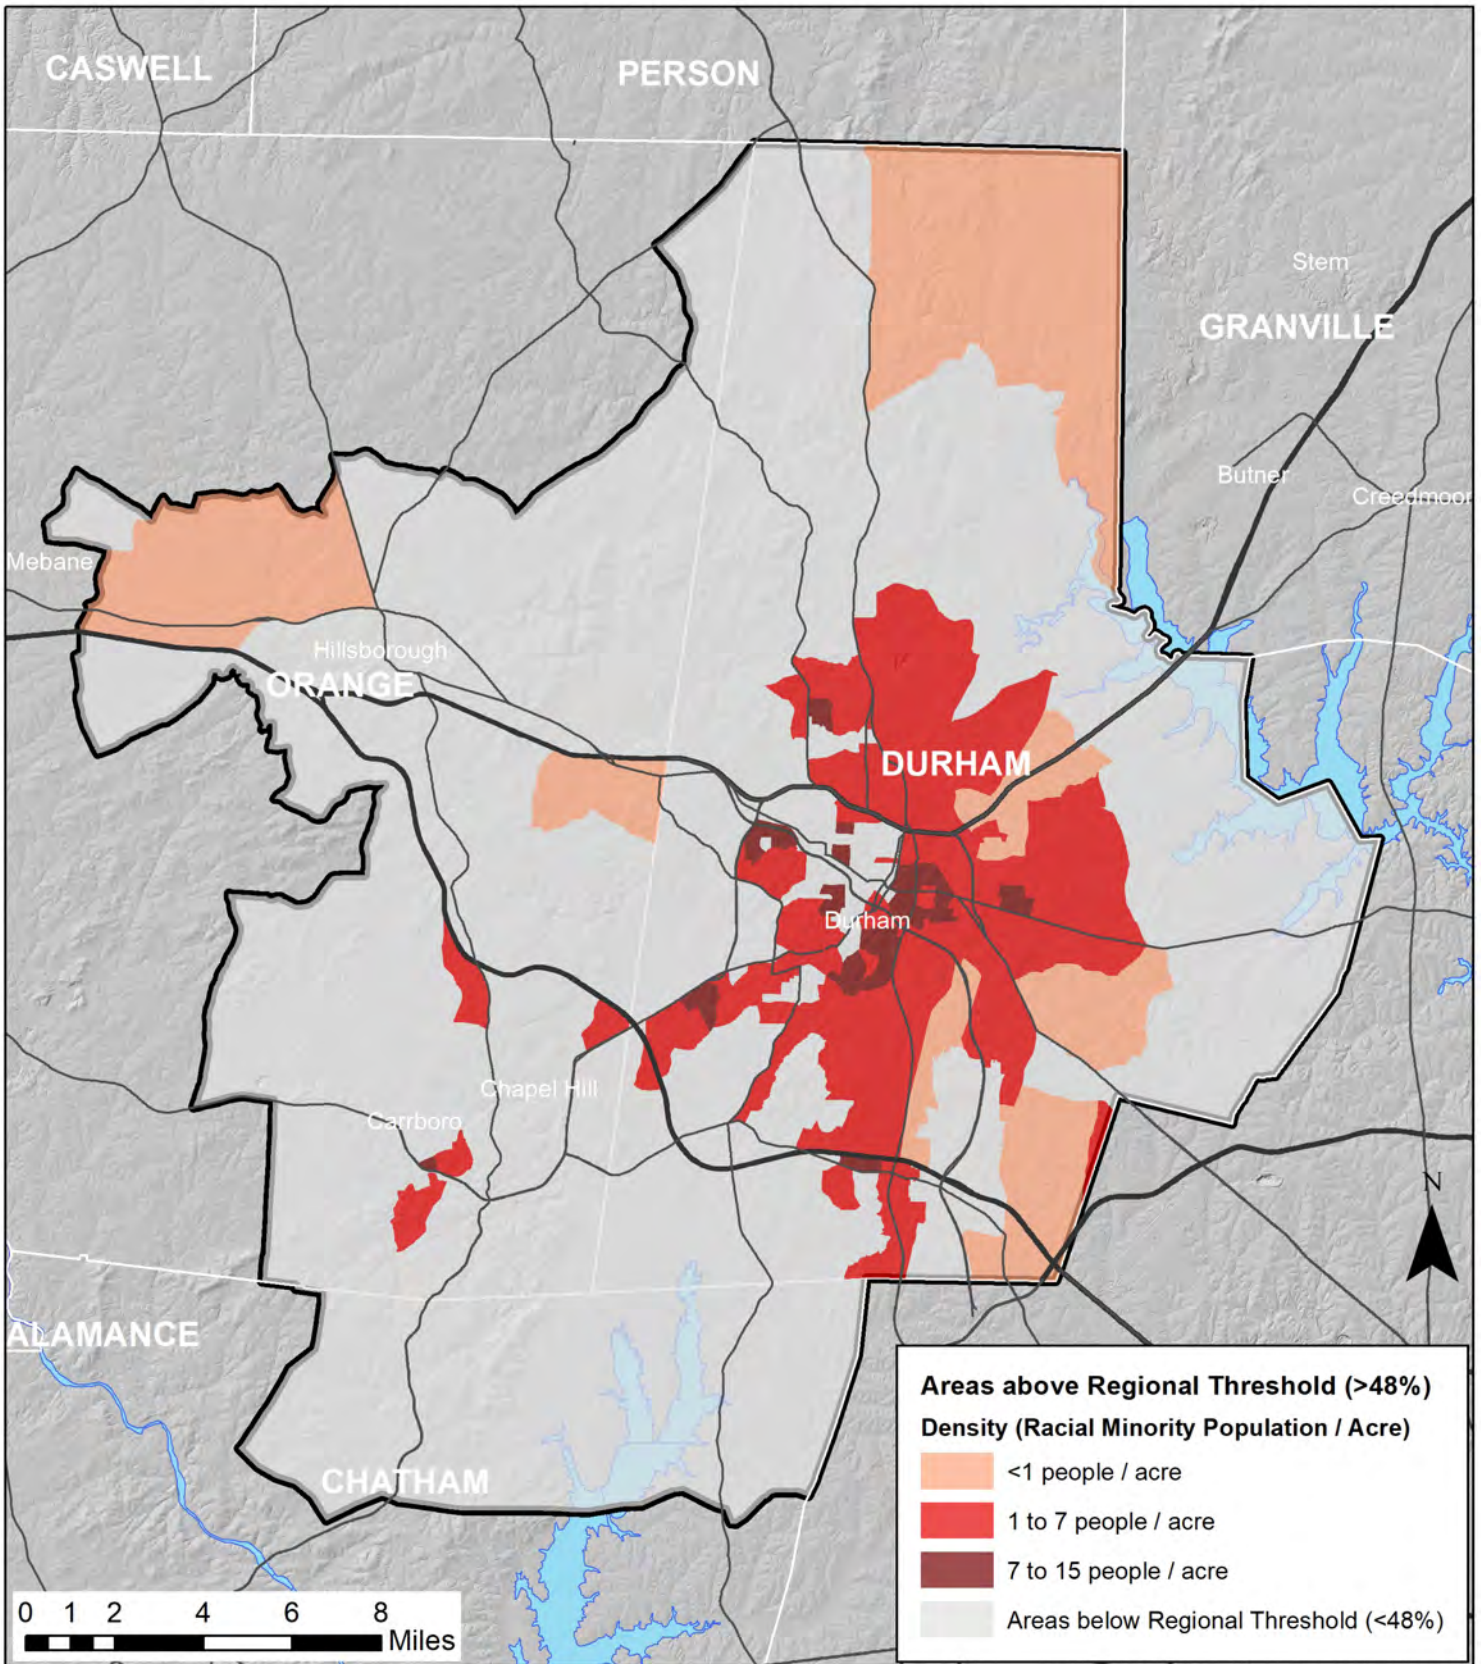 CASWELL
PERSON
Stem
GRANVILLE
Butner
Creedmoor
Mebane
Hillsborough
ORANGE
DURHAM
Durham
Chapel Hill
Carrboro
N
ALAMANCE
CHATHAM
Areas above Regional Threshold (>48%)
Density (Racial Minority Population / Acre)
<1 people / acre
1 to 7 people / acre
7 to 15 people / acre
Areas below Regional Threshold (<48%)
0 1 2 4 6 8
Miles